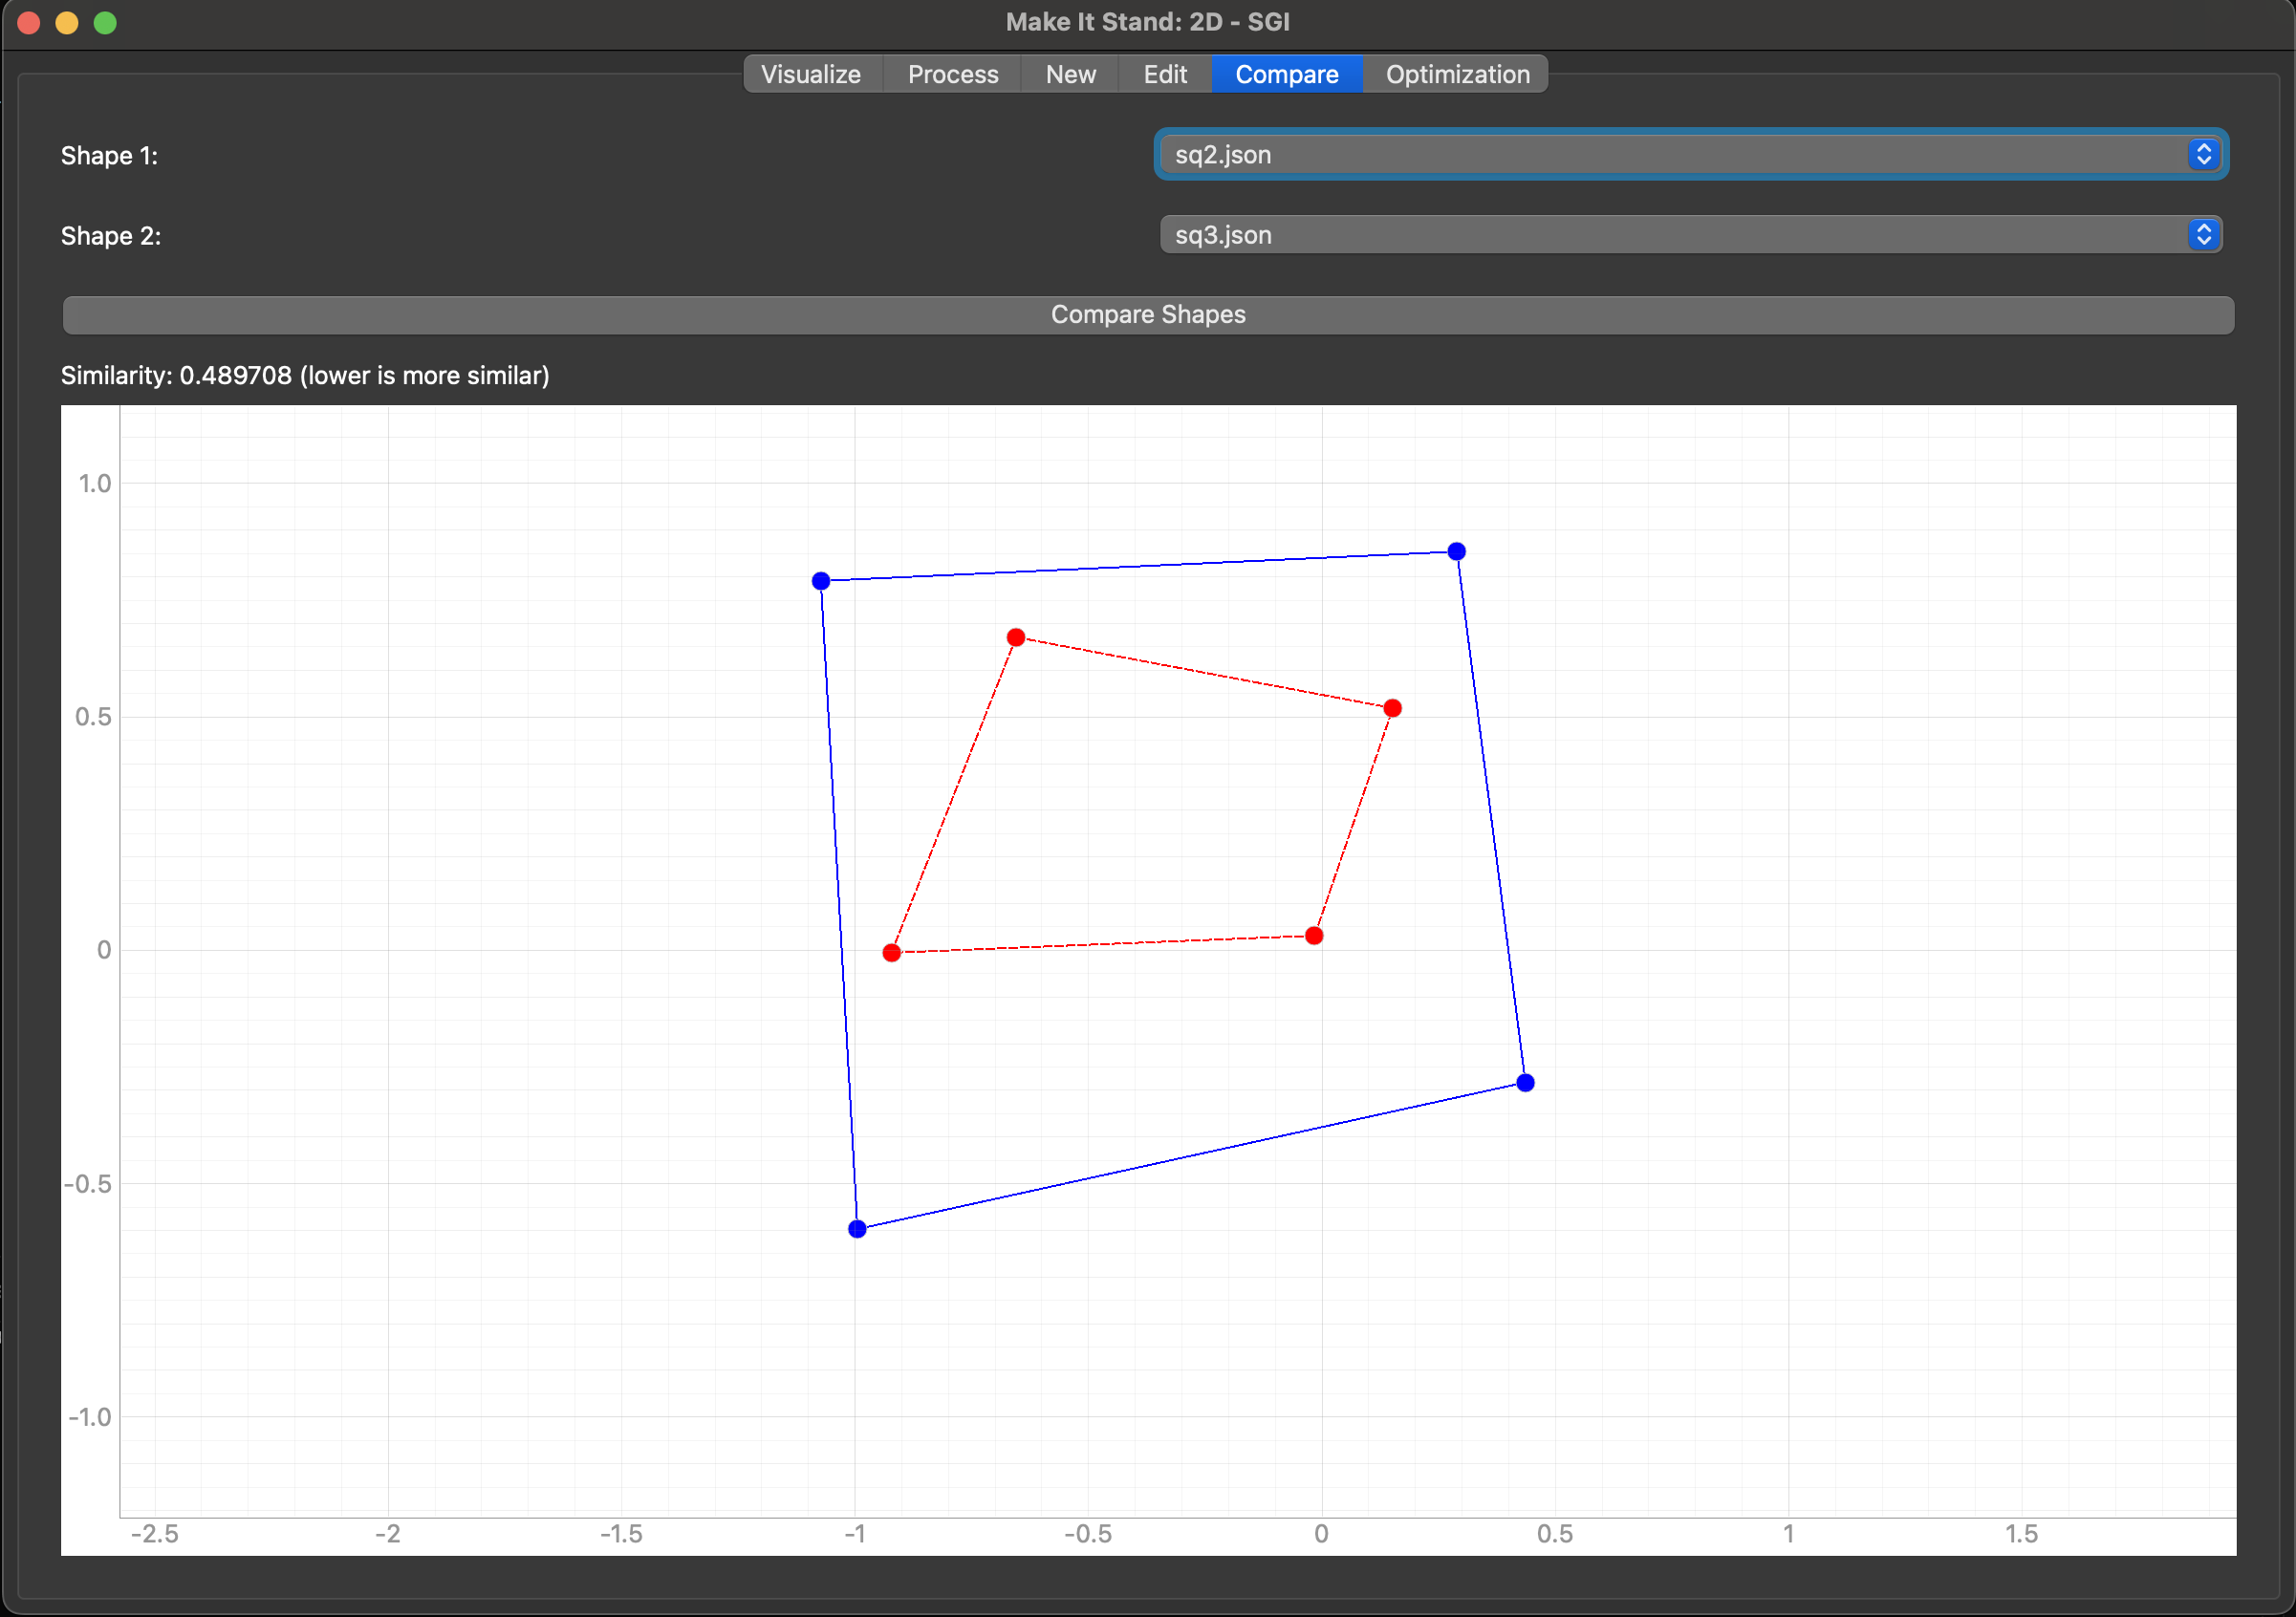 Make It Stand: 2D - SGI
Visualize Process New Edit Compare Optimization
Shape 1: sq2.json
Shape 2: sq3.json
Compare Shapes
Similarity: 0.489708 (lower is more similar)
1.0
0.5
0
-0.5
-1.0
-2.5 -2 -1.5 -1 -0.5 0 0.5 1 1.5